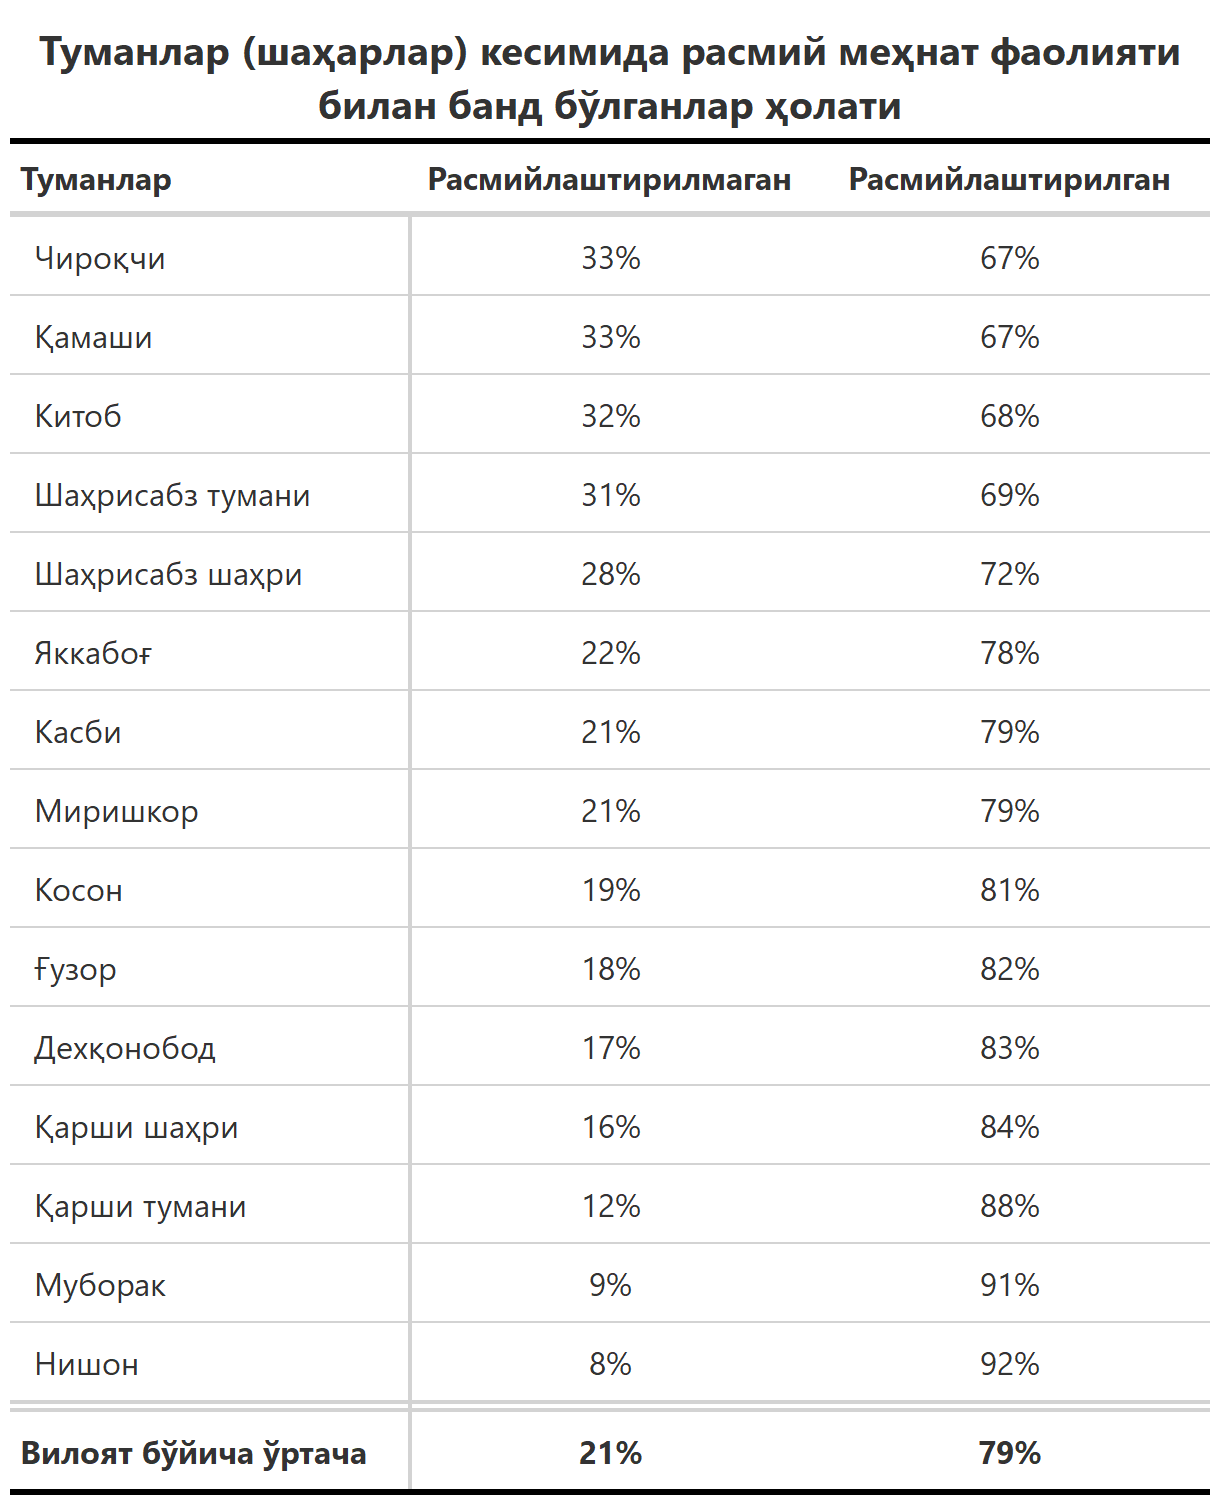 Туманлар (шаҳарлар) кесимида расмий меҳнат фаолияти
билан банд бўлганлар ҳолати
Туманлар Расмийлаштирилмаган Расмийлаштирилган
Чироқчи 33% 67%
Қамаши 33% 67%
Китоб 32% 68%
Шаҳрисабз тумани 31% 69%
Шаҳрисабз шаҳри 28% 72%
Яккабоғ 22% 78%
Касби 21% 79%
Миришкор 21% 79%
Косон 19% 81%
Ғузор 18% 82%
Дехқонобод 17% 83%
Қарши шаҳри 16% 84%
Қарши тумани 12% 88%
Муборак 9% 91%
Нишон 8% 92%
Вилоят бўйича ўртача 21% 79%